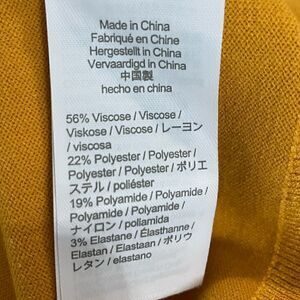 Made in China
Fabriqué en Chine
Hergestellt in China
Vervaardigd in China
中国製
hecho en china
56% Viscose / Viscose /
Viskose / Viscose / レーヨン
/ viscosa
22% Polyester / Polyester /
Polyester / Polyester / ポリエ
ステル / poliéster
19% Polyamide / Polyamide /
Polyamide / Polyamide /
ナイロン / poliamida
3% Elastane / Élasthanne /
Elastan / Elastaan / ポリウ
レタン / elastano